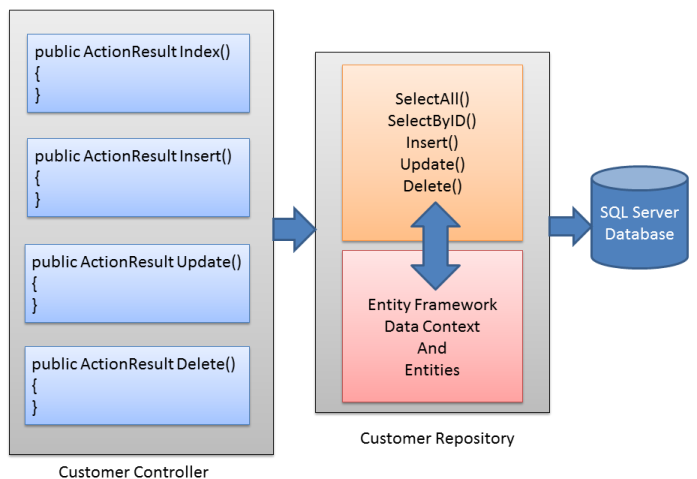 public ActionResult Index()
{
}
public ActionResult Insert()
{
}
public ActionResult Update()
{
}
public ActionResult Delete()
{
}
Customer Controller
SelectAll()
SelectByID()
Insert()
Update()
Delete()
Entity Framework
Data Context
And
Entities
Customer Repository
SQL Server
Database